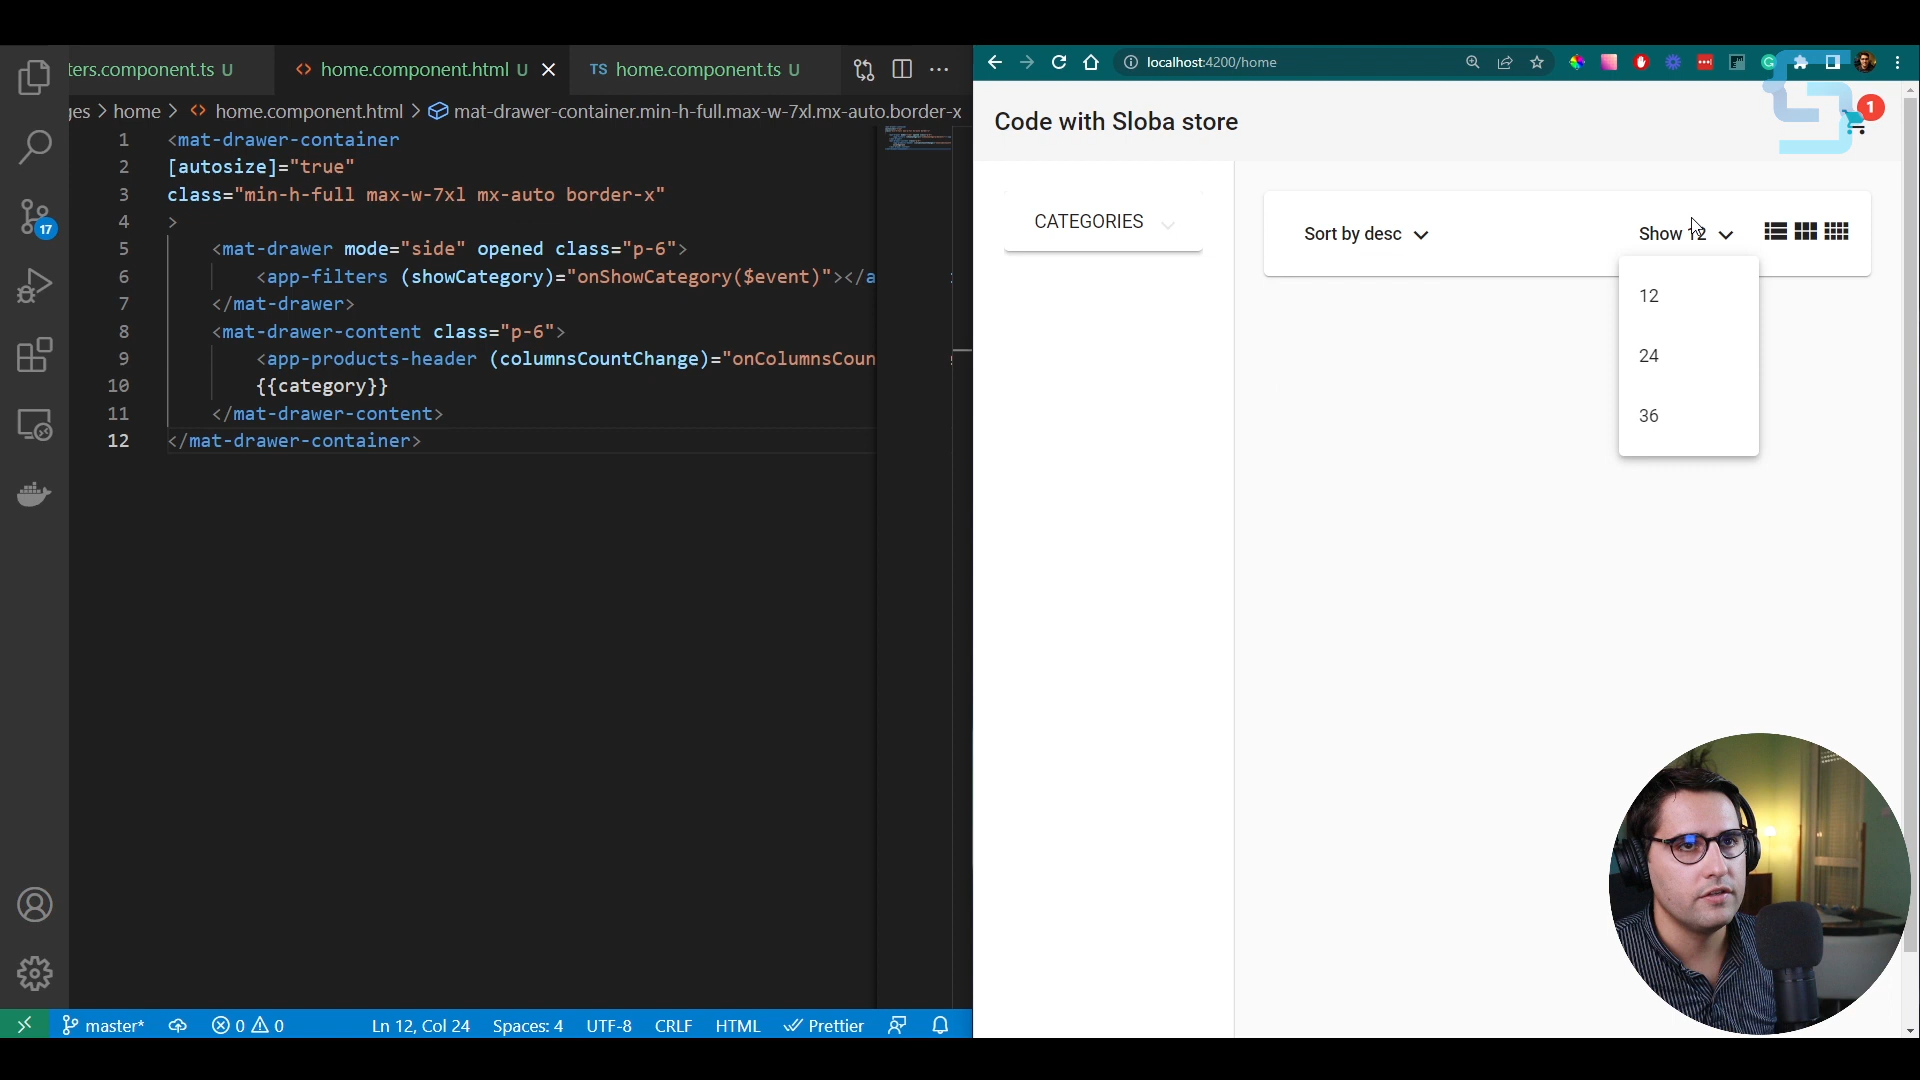 ters.component.ts U
home.component.html U
TS home.component.ts U
ges > home > home.component.html > mat-drawer-container.min-h-full.max-w-7xl.mx-auto.border-x
1 <mat-drawer-container
2 [autosize]="true"
3 class="min-h-full max-w-7xl mx-auto border-x"
4 >
5 <mat-drawer mode="side" opened class="p-6">
6 <app-filters (showCategory)="onShowCategory($event)"></a
7 </mat-drawer>
8 <mat-drawer-content class="p-6">
9 <app-products-header (columnsCountChange)="onColumnsCoun
10 {{category}}
11 </mat-drawer-content>
12 </mat-drawer-container>
17
master* 0 0 Ln 12, Col 24 Spaces: 4 UTF-8 CRLF HTML Prettier
localhost:4200/home
Code with Sloba store
1
CATEGORIES
Sort by desc
Show 12
12
24
36